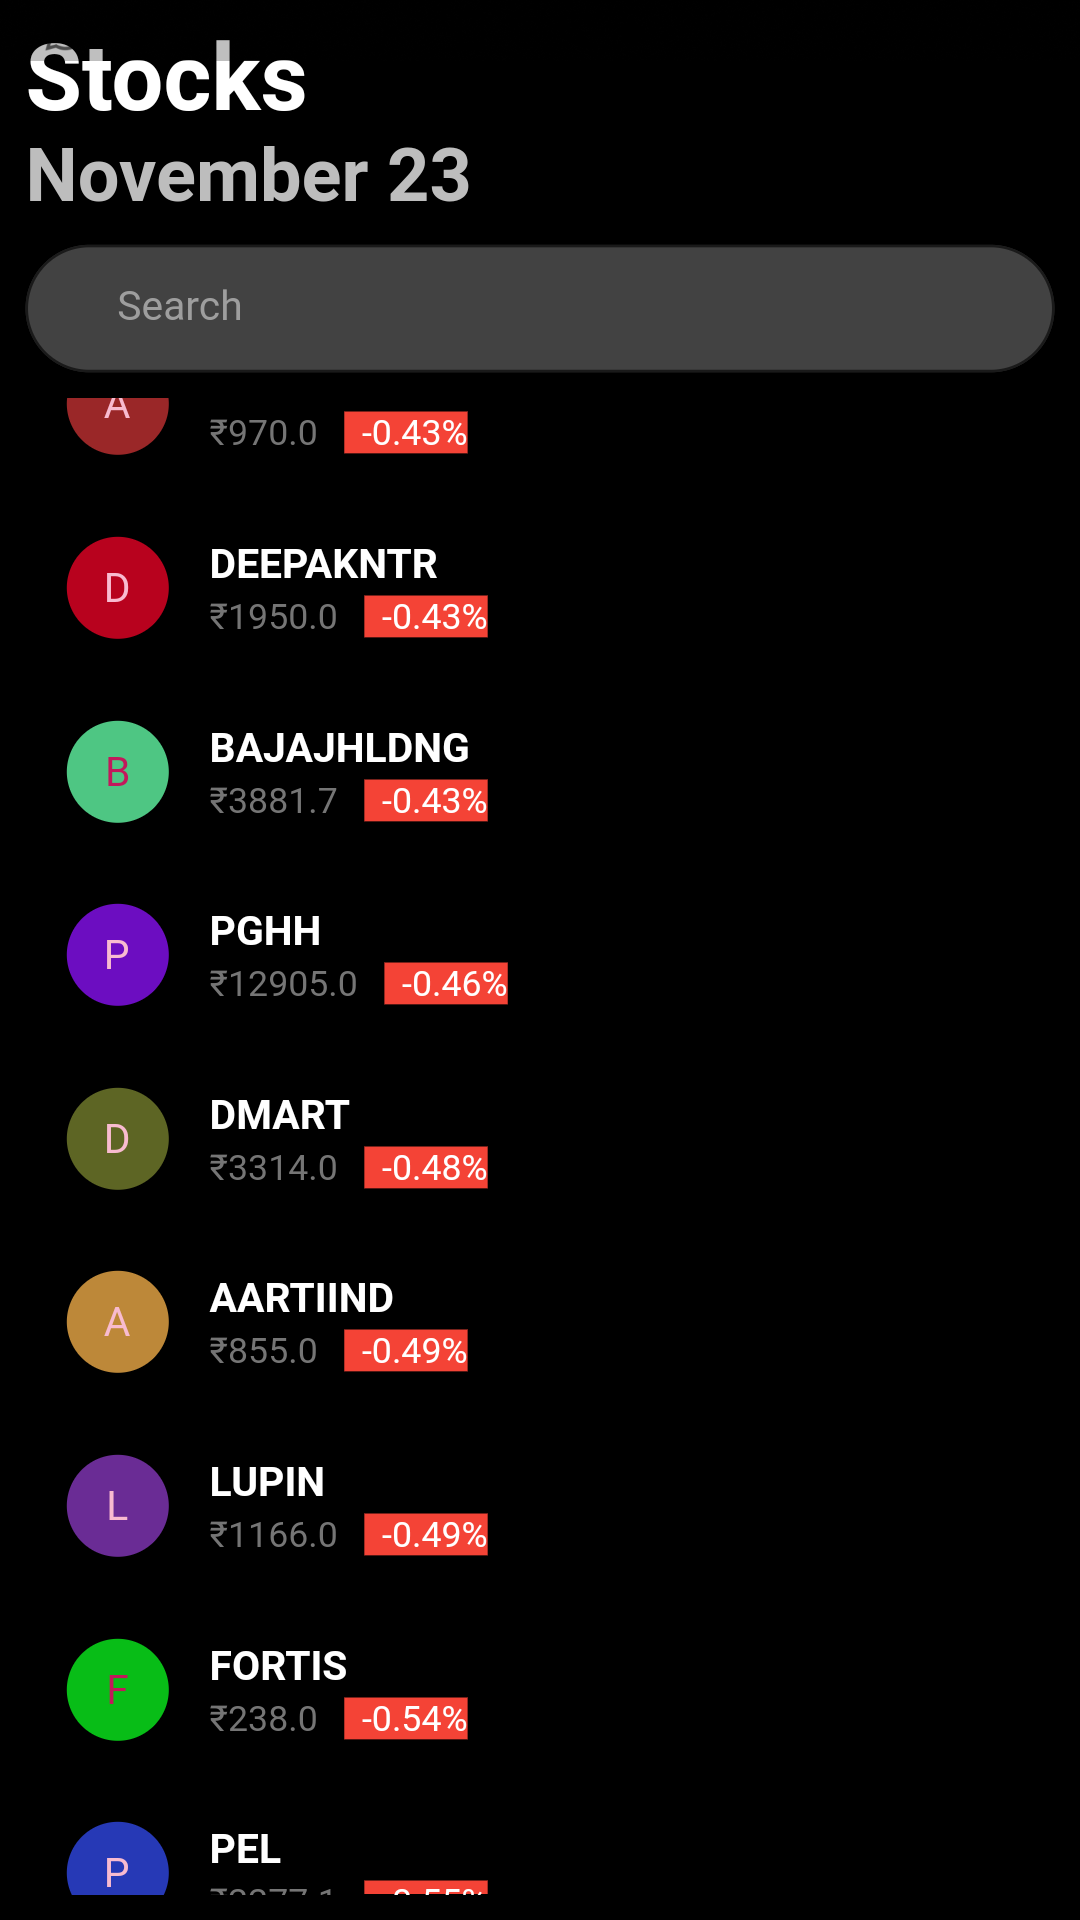 Stocks
November 23
Search
A
₹970.0 -0.43%
D
DEEPAKNTR
₹1950.0 -0.43%
B
BAJAJHLDNG
₹3881.7 -0.43%
P
PGHH
₹12905.0 -0.46%
D
DMART
₹3314.0 -0.48%
A
AARTIIND
₹855.0 -0.49%
L
LUPIN
₹1166.0 -0.49%
F
FORTIS
₹238.0 -0.54%
P
PEL